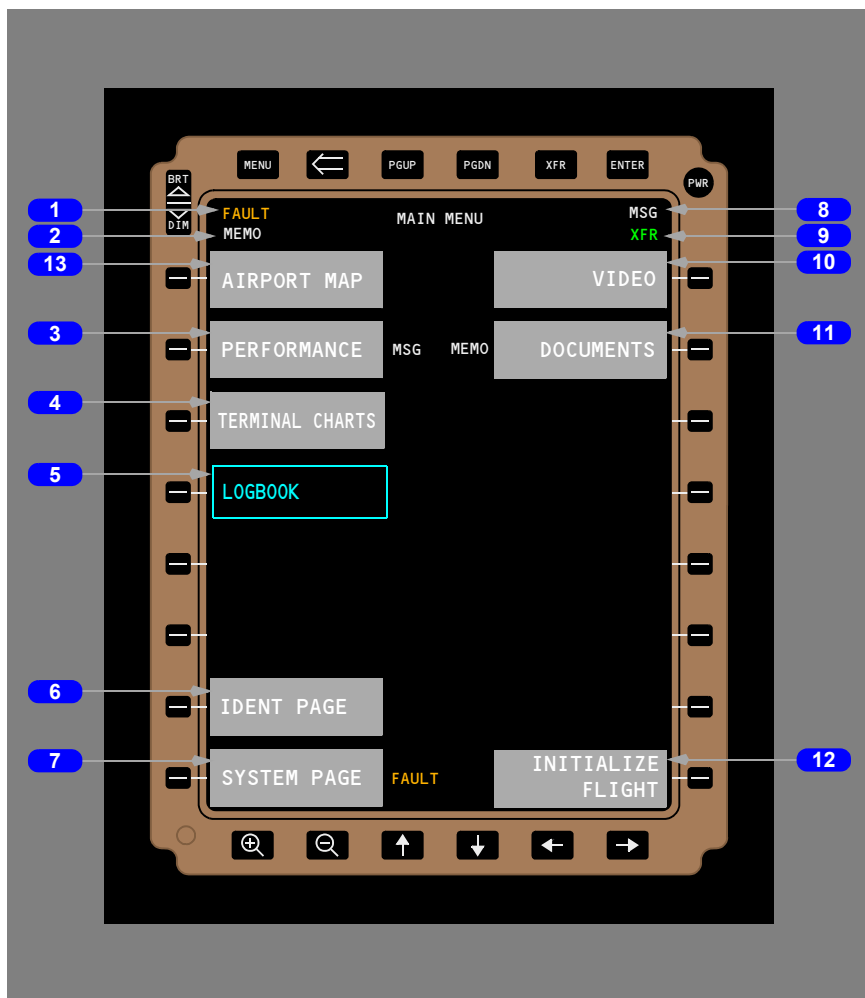 MENU PGUP PGDN XFR ENTER
BRT
DIM
PWR
1 FAULT MAIN MENU MSG 8
2 MEMO XFR 9
13 AIRPORT MAP VIDEO 10
3 PERFORMANCE MSG MEMO DOCUMENTS 11
4 TERMINAL CHARTS
5 LOGBOOK
6 IDENT PAGE
7 SYSTEM PAGE FAULT INITIALIZE 12
FLIGHT